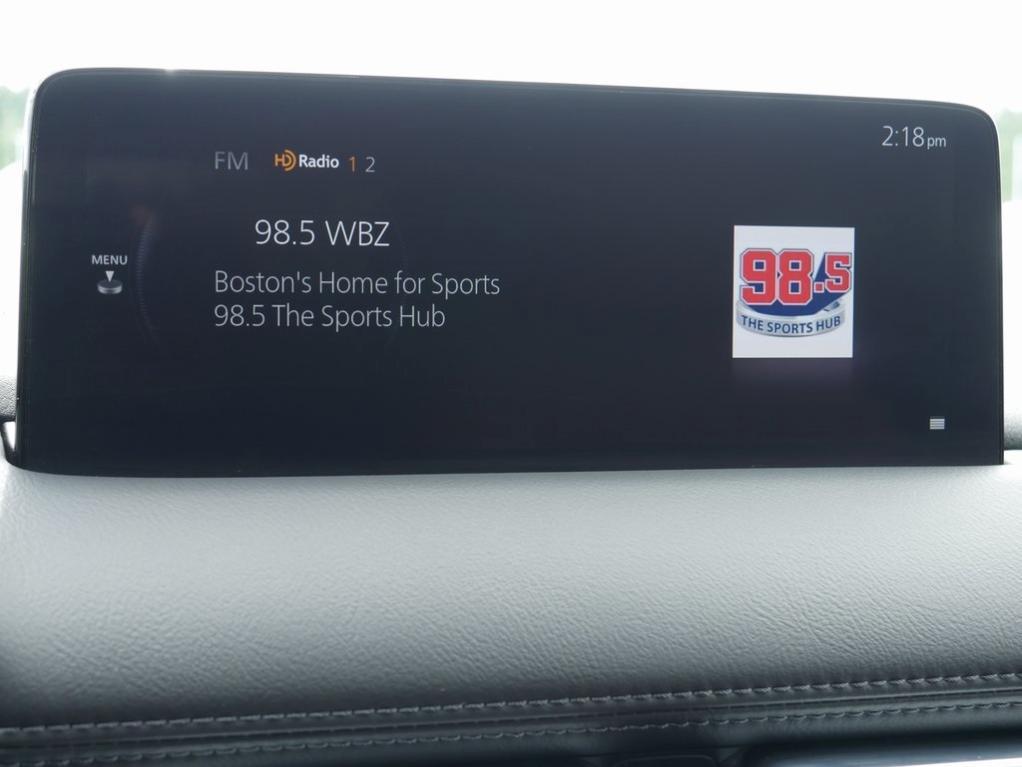 2:18 pm
FM HD Radio 1 2
98.5 WBZ
MENU
Boston's Home for Sports
98.5 The Sports Hub
98.5
THE SPORTS HUB